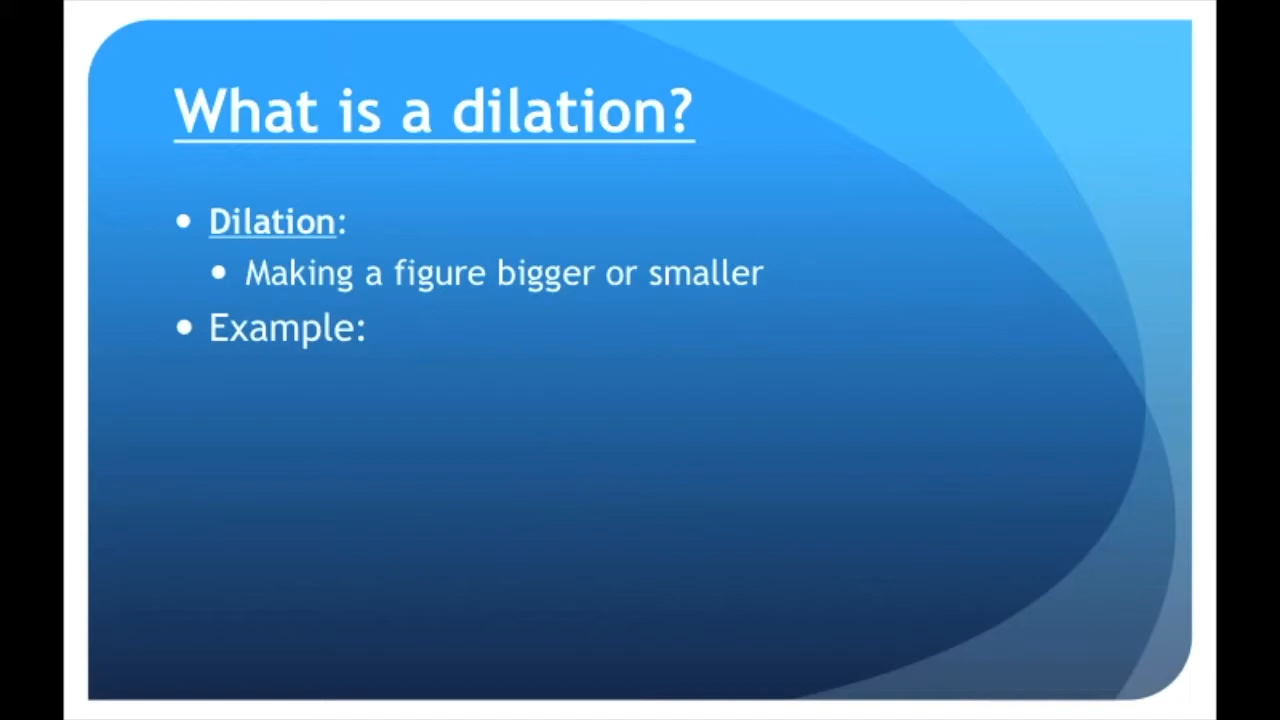 What is a dilation?
• Dilation:
• Making a figure bigger or smaller
• Example: